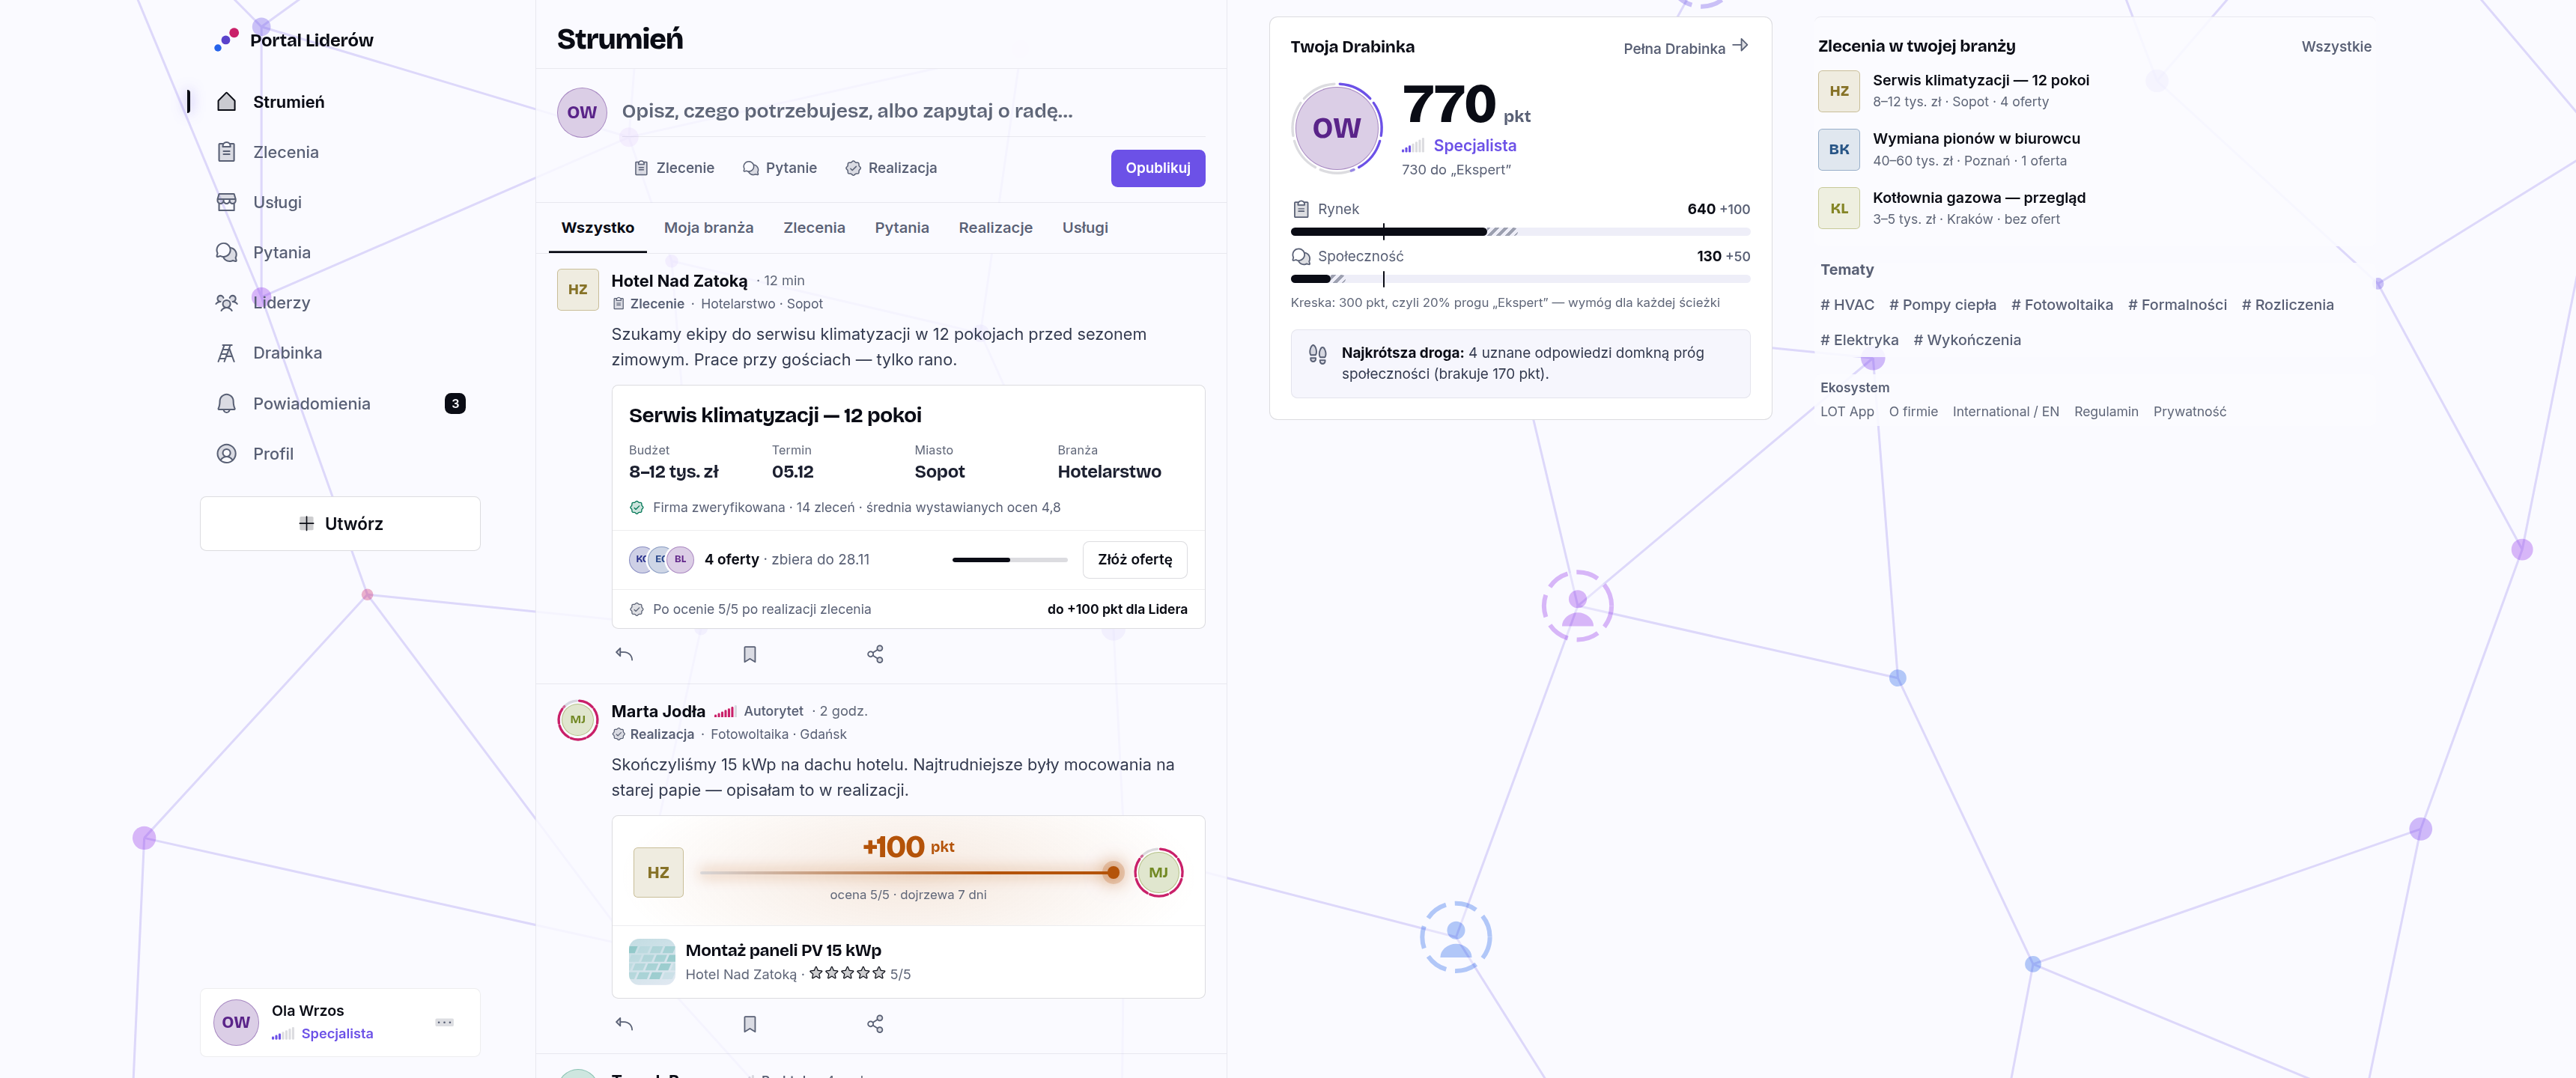 Portal Liderów
Strumień
Zlecenia
Usługi
Pytania
Liderzy
Drabinka
Powiadomienia 3
Profil
Utwórz
OW Ola Wrzos
Specjalista
Strumień
OW Opisz, czego potrzebujesz, albo zapytaj o radę...
Zlecenie Pytanie Realizacja Opublikuj
Wszystko Moja branża Zlecenia Pytania Realizacje Usługi
HZ Hotel Nad Zatoką · 12 min
Zlecenie · Hotelarstwo · Sopot
Szukamy ekipy do serwisu klimatyzacji w 12 pokojach przed sezonem
zimowym. Prace przy gościach — tylko rano.
Serwis klimatyzacji — 12 pokoi
Budżet Termin Miasto Branża
8–12 tys. zł 05.12 Sopot Hotelarstwo
Firma zweryfikowana · 14 zleceń · średnia wystawianych ocen 4,8
BL 4 oferty · zbiera do 28.11 Złóż ofertę
Po ocenie 5/5 po realizacji zlecenia do +100 pkt dla Lidera
MJ Marta Jodła Autorytet · 2 godz.
Realizacja · Fotowoltaika · Gdańsk
Skończyliśmy 15 kWp na dachu hotelu. Najtrudniejsze były mocowania na
starej papie — opisałam to w realizacji.
+100 pkt
HZ MJ
ocena 5/5 · dojrzewa 7 dni
Montaż paneli PV 15 kWp
Hotel Nad Zatoką · 5/5
Twoja Drabinka Pełna Drabinka
OW 770 pkt
Specjalista
730 do „Ekspert”
Rynek 640 +100
Społeczność 130 +50
Kreska: 300 pkt, czyli 20% progu „Ekspert” — wymóg dla każdej ścieżki
Najkrótsza droga: 4 uznane odpowiedzi domkną próg
społeczności (brakuje 170 pkt).
Zlecenia w twojej branży Wszystkie
HZ Serwis klimatyzacji — 12 pokoi
8–12 tys. zł · Sopot · 4 oferty
BK Wymiana pionów w biurowcu
40–60 tys. zł · Poznań · 1 oferta
KL Kotłownia gazowa — przegląd
3–5 tys. zł · Kraków · bez ofert
Tematy
# HVAC # Pompy ciepła # Fotowoltaika # Formalności # Rozliczenia
# Elektryka # Wykończenia
Ekosystem
LOT App O firmie International / EN Regulamin Prywatność